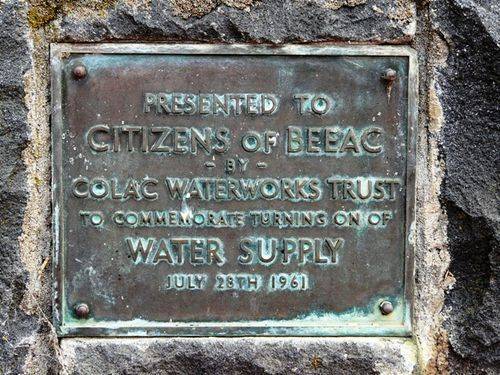 PRESENTED TO
CITIZENS OF BEEAC
- BY -
COLAC WATERWORKS TRUST
TO COMMEMORATE TURNING ON OF
WATER SUPPLY
JULY 28TH 1961